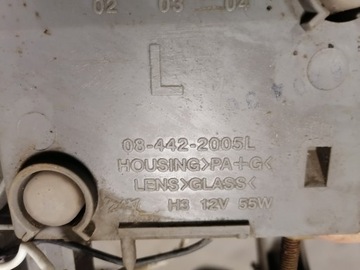 02 03 04
L
08-442-2005L
HOUSING>PA+G<
LENS>GLASS<
H3 12V 55W